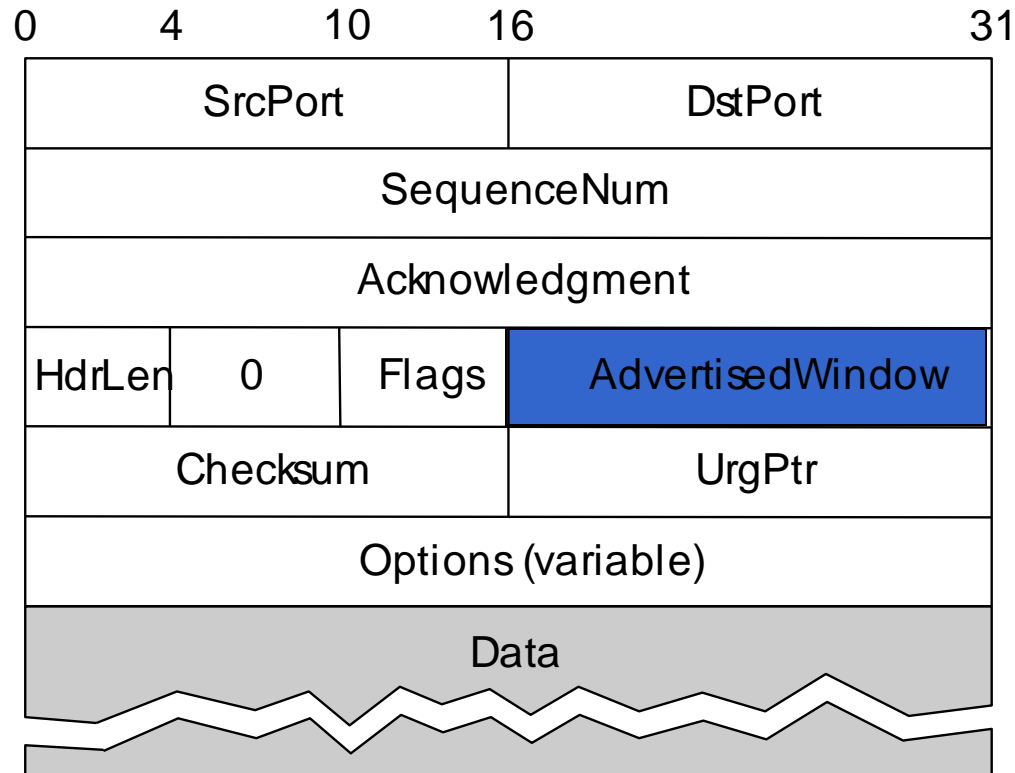 0 4 10 16 31
SrcPort DstPort
SequenceNum
Acknowledgment
HdrLen 0 Flags AdvertisedWindow
Checksum UrgPtr
Options (variable)
Data